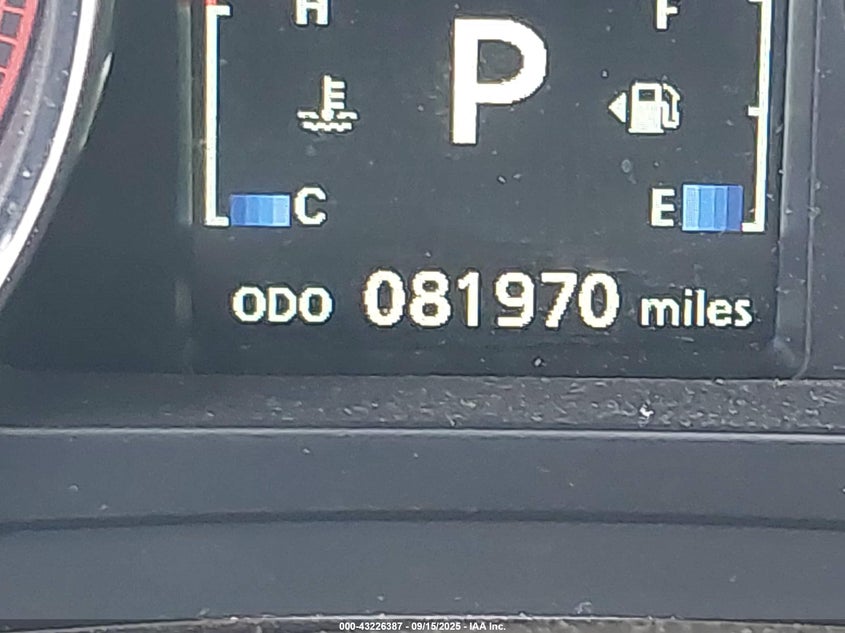 H F
P
C E
ODO 081970 miles
000-43226387 - 09/15/2025 - IAA Inc.